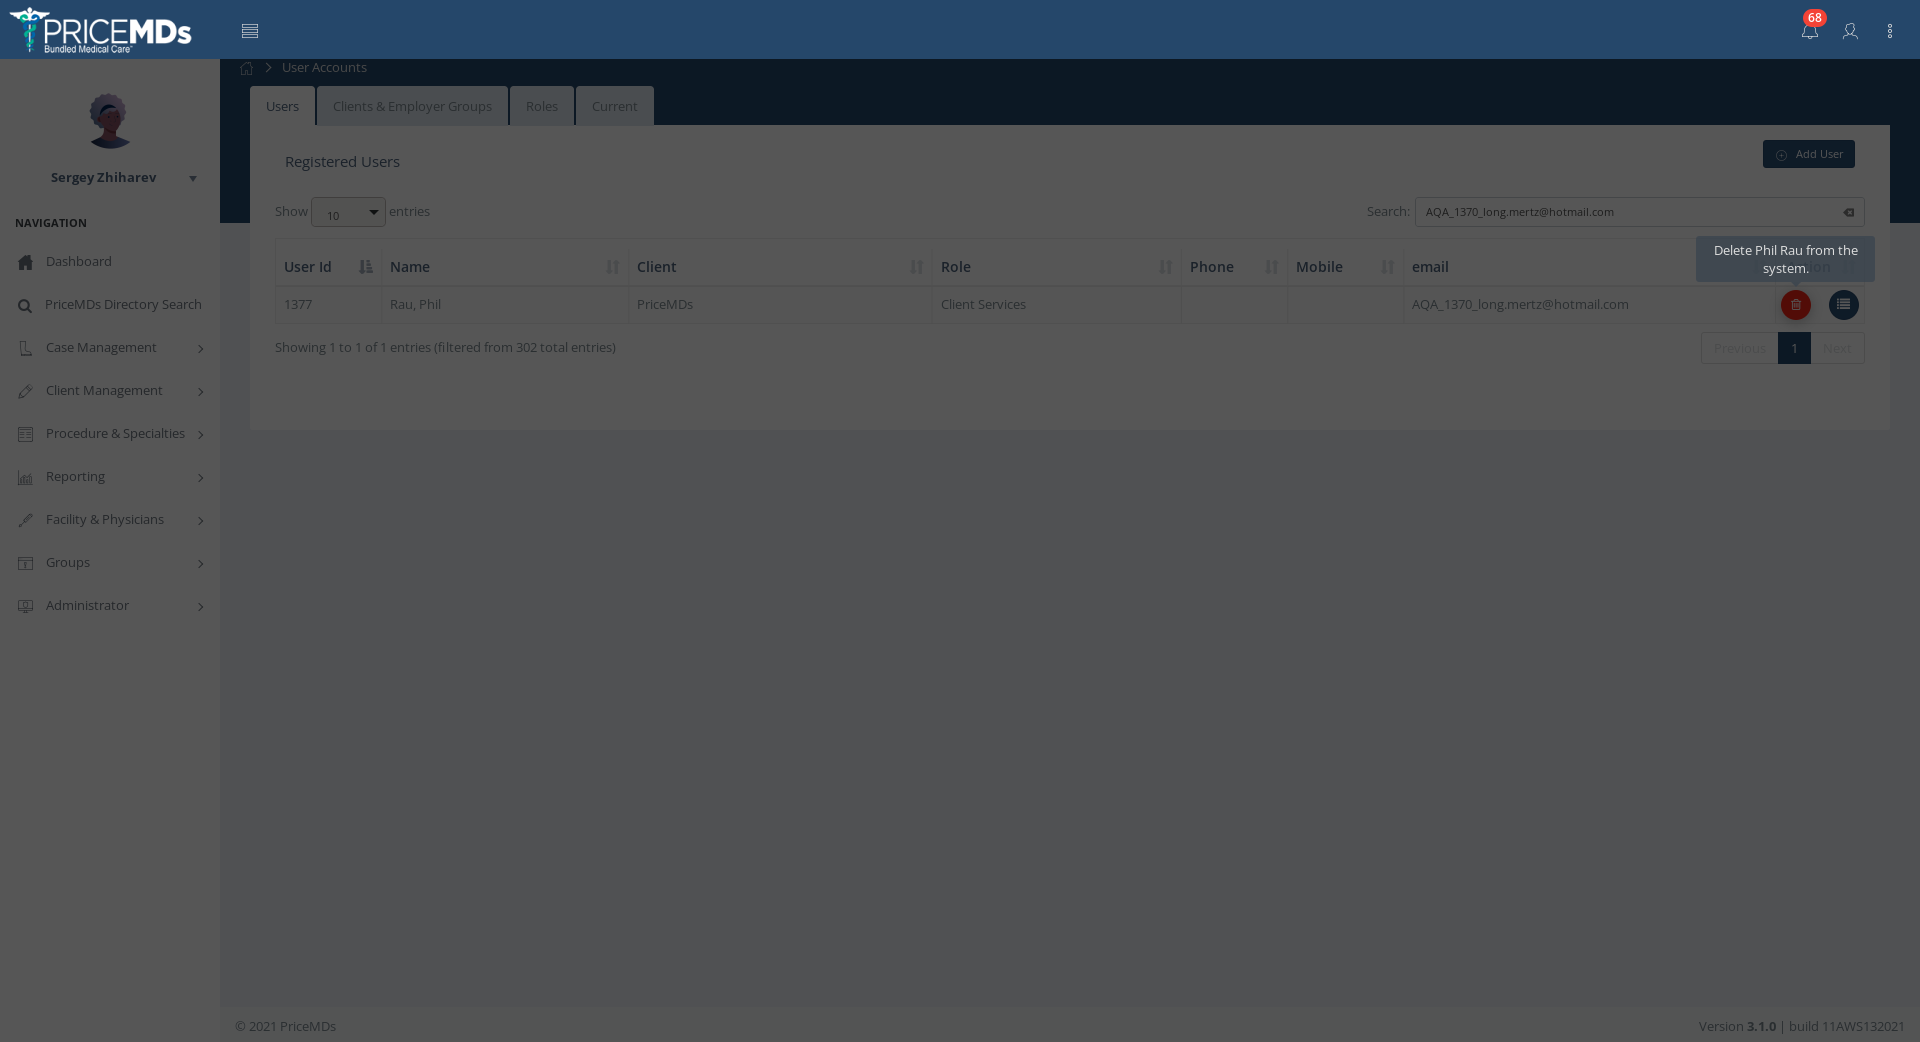 PRICEMDs
Bundled Medical Care
68
User Accounts
Users
Clients & Employer Groups
Roles
Current
Sergey Zhiharev
NAVIGATION
Dashboard
PriceMDs Directory Search
Case Management
Client Management
Procedure & Specialties
Reporting
Facility & Physicians
Groups
Administrator
Registered Users
Add User
Show 10 entries
Search: AQA_1370_long.mertz@hotmail.com
Delete Phil Rau from the
system.
User Id Name Client Role Phone Mobile email
1377 Rau, Phil PriceMDs Client Services AQA_1370_long.mertz@hotmail.com
Showing 1 to 1 of 1 entries (filtered from 302 total entries)
Previous 1 Next
© 2021 PriceMDs
Version 3.1.0 | build 11AWS132021